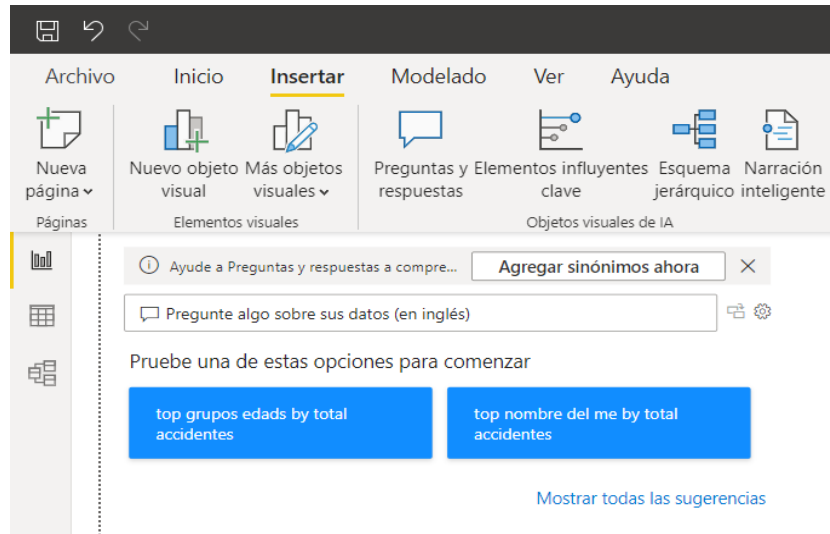 Archivo Inicio Insertar Modelado Ver Ayuda
Nueva página
Nuevo objeto visual
Más objetos visuales
Preguntas y respuestas
Elementos influyentes clave
Esquema jerárquico
Narración inteligente
Páginas
Elementos visuales
Objetos visuales de IA
Ayude a Preguntas y respuestas a compre...
Agregar sinónimos ahora
Pregunte algo sobre sus datos (en inglés)
Pruebe una de estas opciones para comenzar
top grupos edads by total
accidentes
top nombre del me by total
accidentes
Mostrar todas las sugerencias